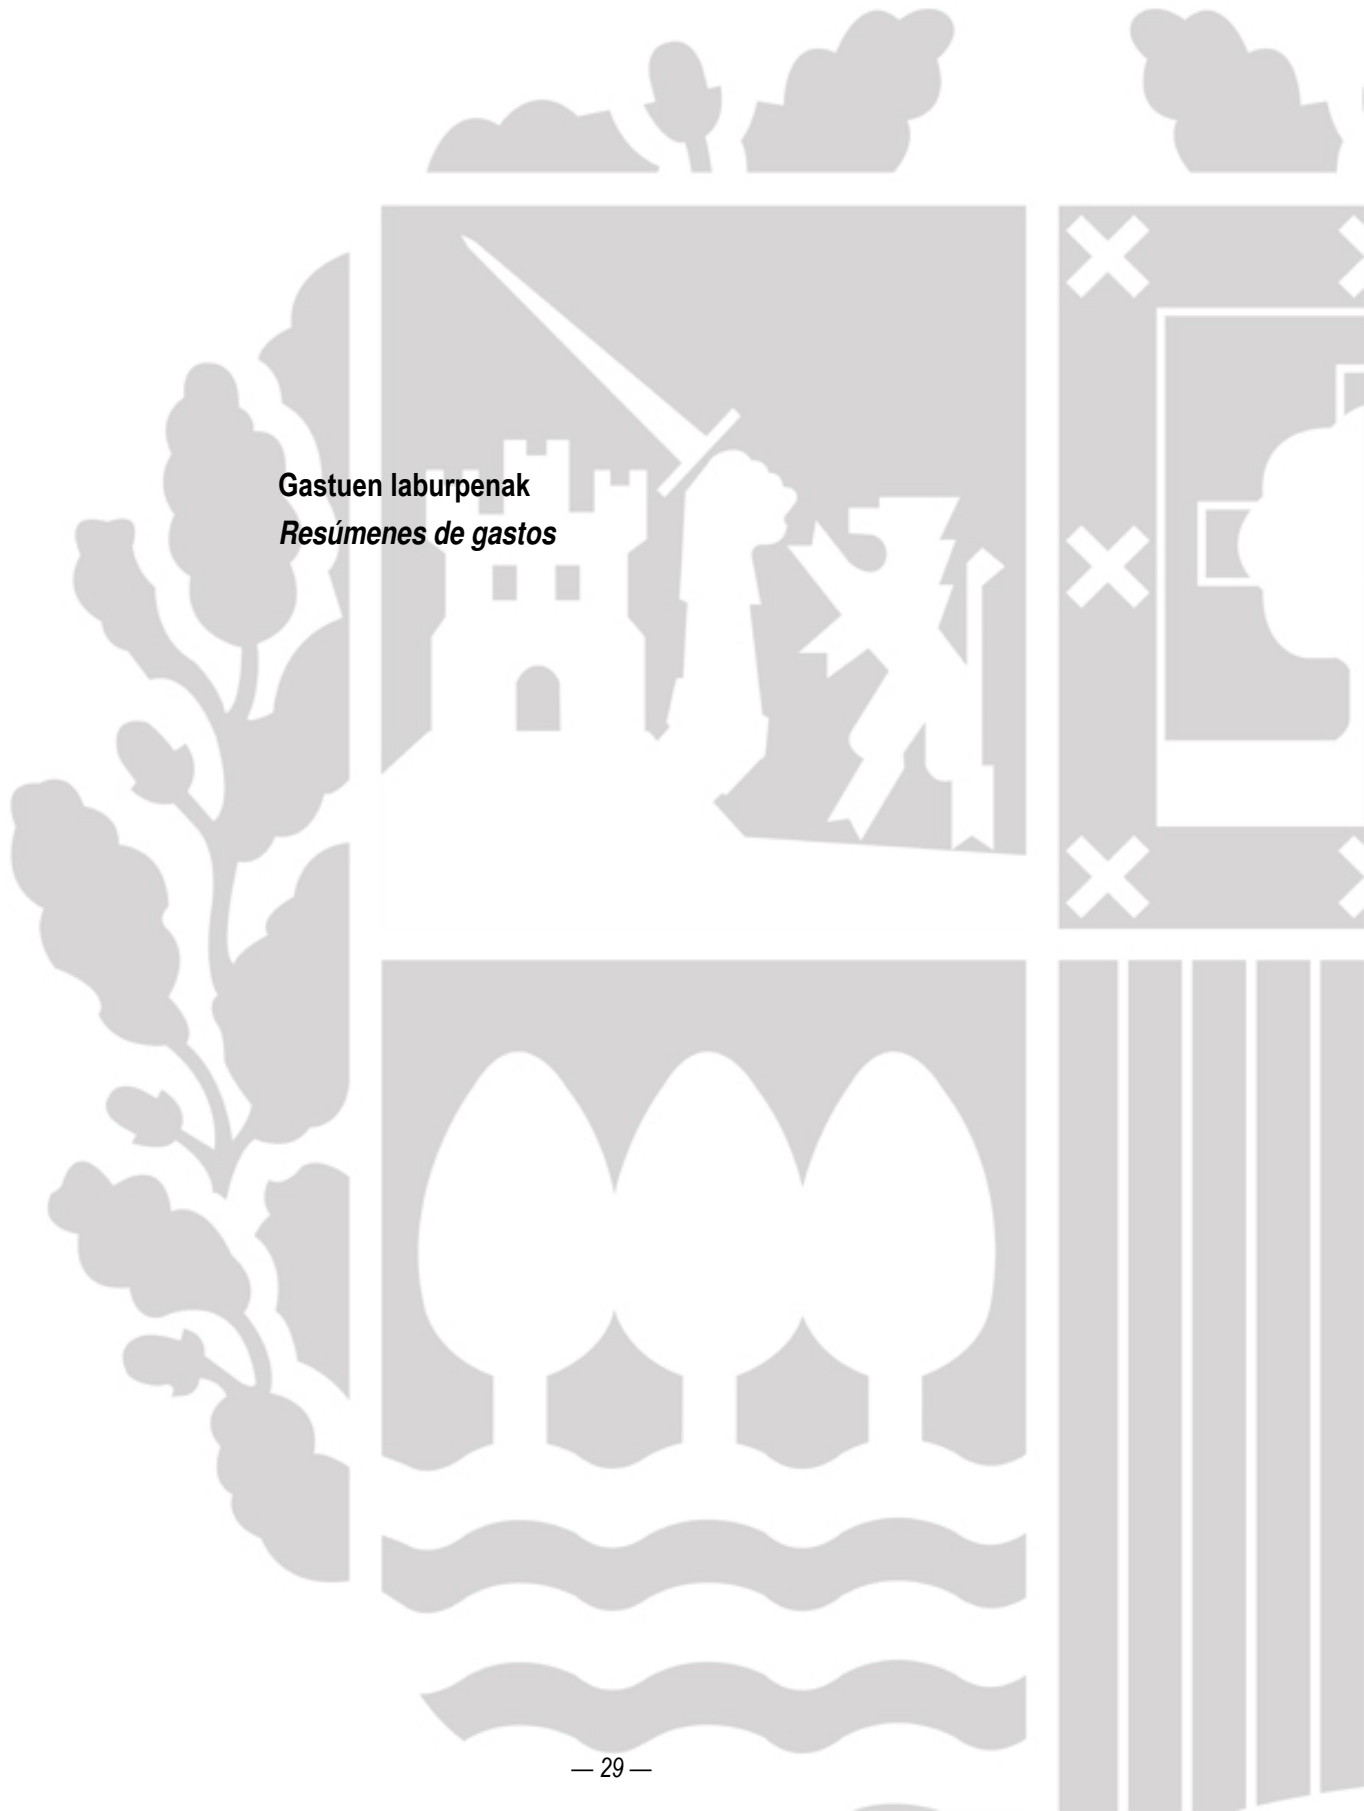 Gastuen laburpenak
Resúmenes de gastos
— 29 —